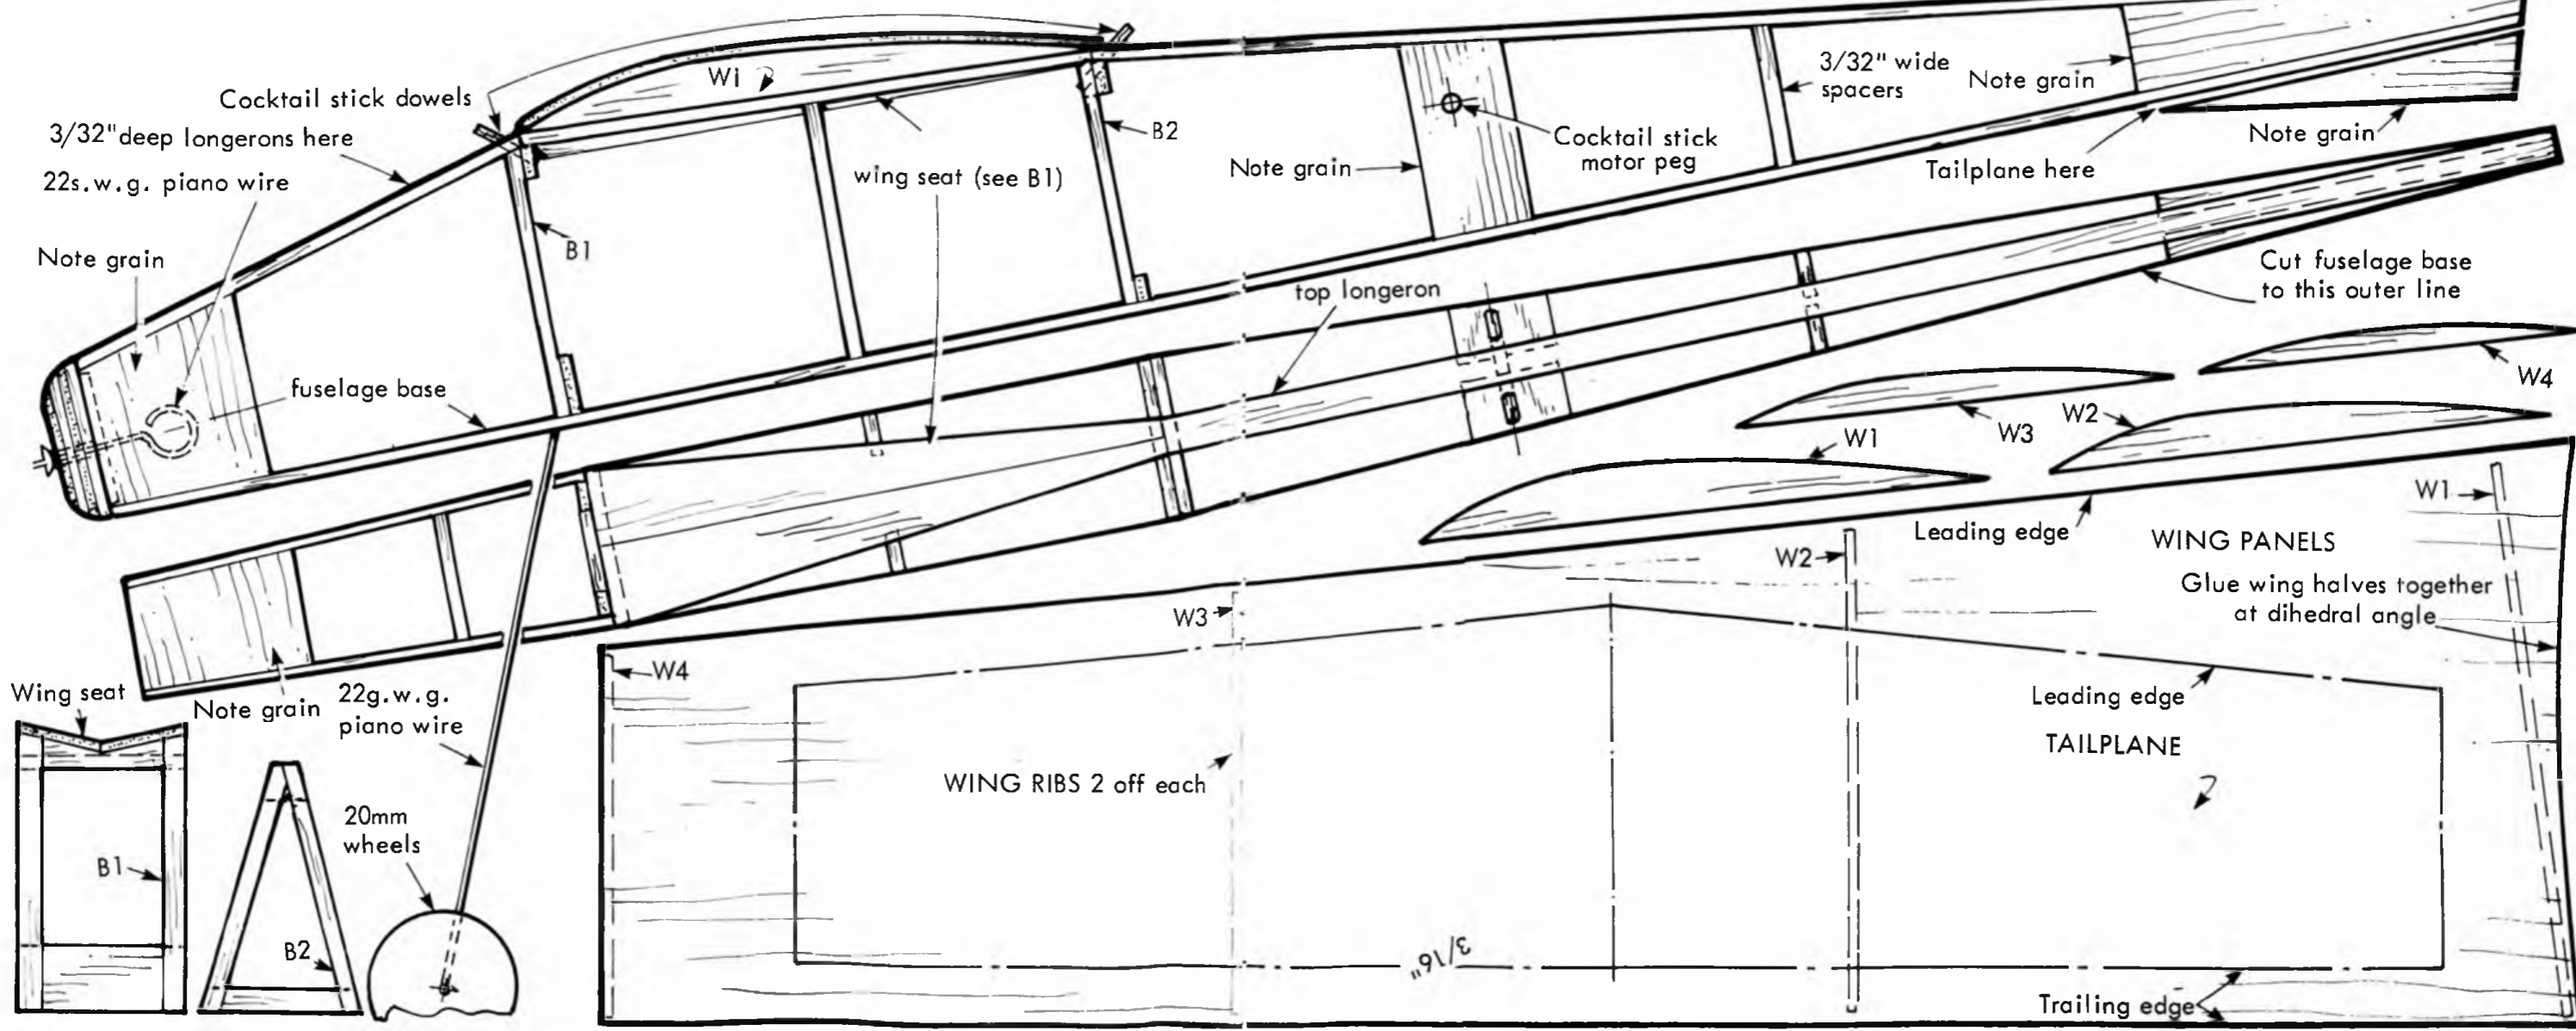 Cocktail stick dowels
3/32"deep longerons here
22s.w.g. piano wire
Note grain
W1
wing seat (see B1)
B2
B1
Note grain
Cocktail stick
motor peg
3/32" wide
spacers
Note grain
Note grain
Tailplane here
fuselage base
top longeron
Cut fuselage base
to this outer line
W4
W3
W2
W1
Leading edge
W1
WING PANELS
Glue wing halves together
at dihedral angle
W2
W3
W4
Wing seat
Note grain
22g.w.g.
piano wire
20mm
wheels
B1
B2
WING RIBS 2 off each
Leading edge
TAILPLANE
3/16"
Trailing edge